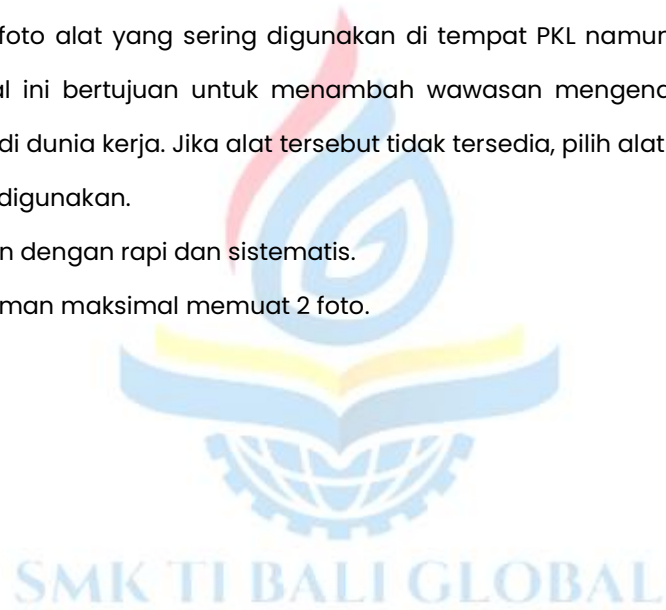 foto alat yang sering digunakan di tempat PKL namun
al ini bertujuan untuk menambah wawasan mengena
di dunia kerja. Jika alat tersebut tidak tersedia, pilih alat
digunakan.
n dengan rapi dan sistematis.
man maksimal memuat 2 foto.
SMK TI BALI GLOBAL